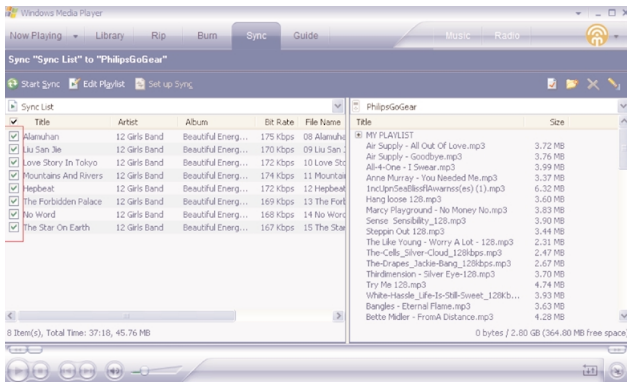 Windows Media Player
Now Playing Library Rip Burn Sync Guide Music Radio
Sync "Sync List" to "PhilipsGoGear"
Start Sync Edit Playlist Set up Sync
Sync List
Title Artist Album Bit Rate File Name
Alamuhan 12 Girls Band Beautiful Energ... 175 Kbps 08 Alamuha
Liu San Jie 12 Girls Band Beautiful Energ... 170 Kbps 09 Liu San J
Love Story In Tokyo 12 Girls Band Beautiful Energ... 172 Kbps 10 Love Sto
Mountains And Rivers 12 Girls Band Beautiful Energ... 174 Kbps 11 Mountain
Hepbeat 12 Girls Band Beautiful Energ... 172 Kbps 12 Hepbeat
The Forbidden Palace 12 Girls Band Beautiful Energ... 169 Kbps 13 The Forb
No Word 12 Girls Band Beautiful Energ... 168 Kbps 14 No Word
The Star On Earth 12 Girls Band Beautiful Energ... 167 Kbps 15 The Star
8 Item(s), Total Time: 37:18, 45.76 MB
PhilipsGoGear
Title Size
MY PLAYLIST
Air Supply - All Out Of Love.mp3 3.72 MB
Air Supply - Goodbye.mp3 3.76 MB
All-4-One - I Swear.mp3 3.99 MB
Anne Murray - You Needed Me.mp3 3.37 MB
(1).mp3 6.32 MB
Hang loose 128.mp3 3.60 MB
Marcy Playground - No Money No.mp3 3.83 MB
Sense Sensibility_128.mp3 3.90 MB
Steppin Out 128.mp3 3.44 MB
The Like Young - Worry A Lot - 128.mp3 2.31 MB
The-Cells_Silver-Cloud_128kbps.mp3 2.47 MB
The-Drapes_Jackie-Bang_128kbps.mp3 2.67 MB
Thirdimension - Silver Eye-128.mp3 3.70 MB
Try Me 128.mp3 4.74 MB
White-Hassle_Life-Is-Still-Sweet_128Kb... 3.93 MB
Bangles - Eternal Flame.mp3 3.63 MB
Bette Midler - FromA Distance.mp3 4.28 MB
0 bytes / 2.80 GB (364.80 MB free space)